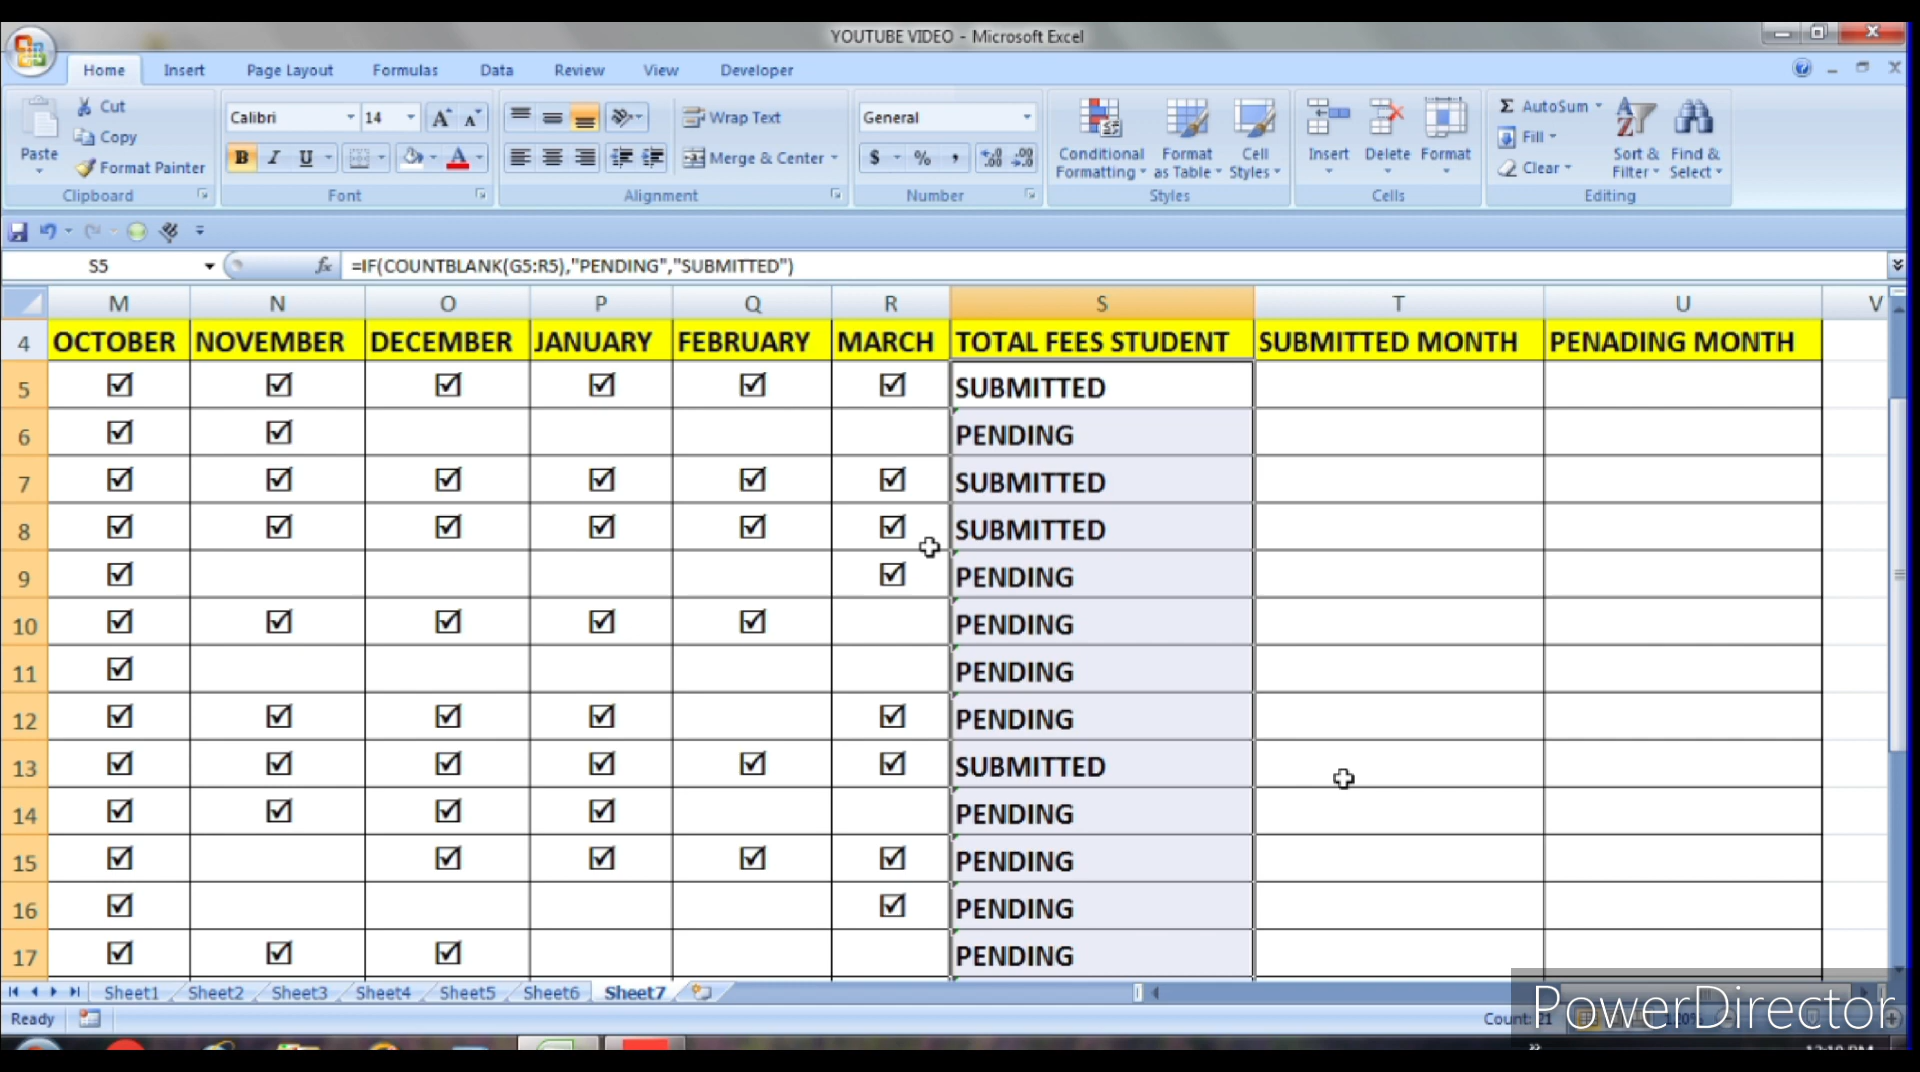 YOUTUBE VIDEO - Microsoft Excel
Home Insert Page Layout Formulas Data Review View Developer
Paste Cut Copy Format Painter Clipboard
Calibri 14 A A B I U A Font
Wrap Text Merge & Center Alignment
General $ % , Number
Conditional Formatting Format as Table Cell Styles Styles
Insert Delete Format Cells
Σ AutoSum Fill Clear Sort & Filter Find & Select Editing
S5 fx =IF(COUNTBLANK(G5:R5),"PENDING","SUBMITTED")
M N O P Q R S T U V
4 OCTOBER NOVEMBER DECEMBER JANUARY FEBRUARY MARCH TOTAL FEES STUDENT SUBMITTED MONTH PENADING MONTH
5 ☑ ☑ ☑ ☑ ☑ ☑ SUBMITTED
6 ☑ ☑ PENDING
7 ☑ ☑ ☑ ☑ ☑ ☑ SUBMITTED
8 ☑ ☑ ☑ ☑ ☑ ☑ SUBMITTED
9 ☑ ☑ PENDING
10 ☑ ☑ ☑ ☑ ☑ PENDING
11 ☑ PENDING
12 ☑ ☑ ☑ ☑ ☑ PENDING
13 ☑ ☑ ☑ ☑ ☑ ☑ SUBMITTED
14 ☑ ☑ ☑ ☑ PENDING
15 ☑ ☑ ☑ ☑ ☑ PENDING
16 ☑ ☑ PENDING
17 ☑ ☑ ☑ PENDING
Sheet1 Sheet2 Sheet3 Sheet4 Sheet5 Sheet6 Sheet7
Ready Count: 21
PowerDirector